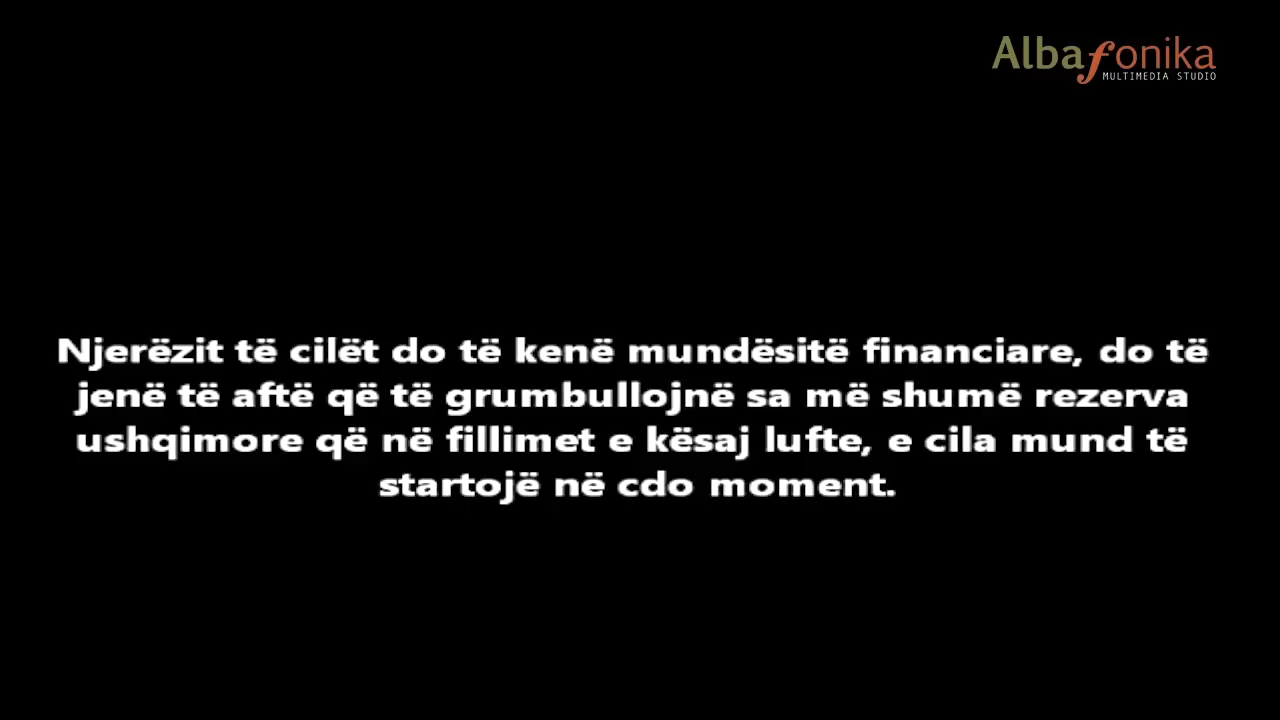 Albafonika
MULTIMEDIA STUDIO
Njerëzit të cilët do të kenë mundësitë financiare, do të
jenë të aftë që të grumbullojnë sa më shumë rezerva
ushqimore që në fillimet e kësaj lufte, e cila mund të
startojë në cdo moment.